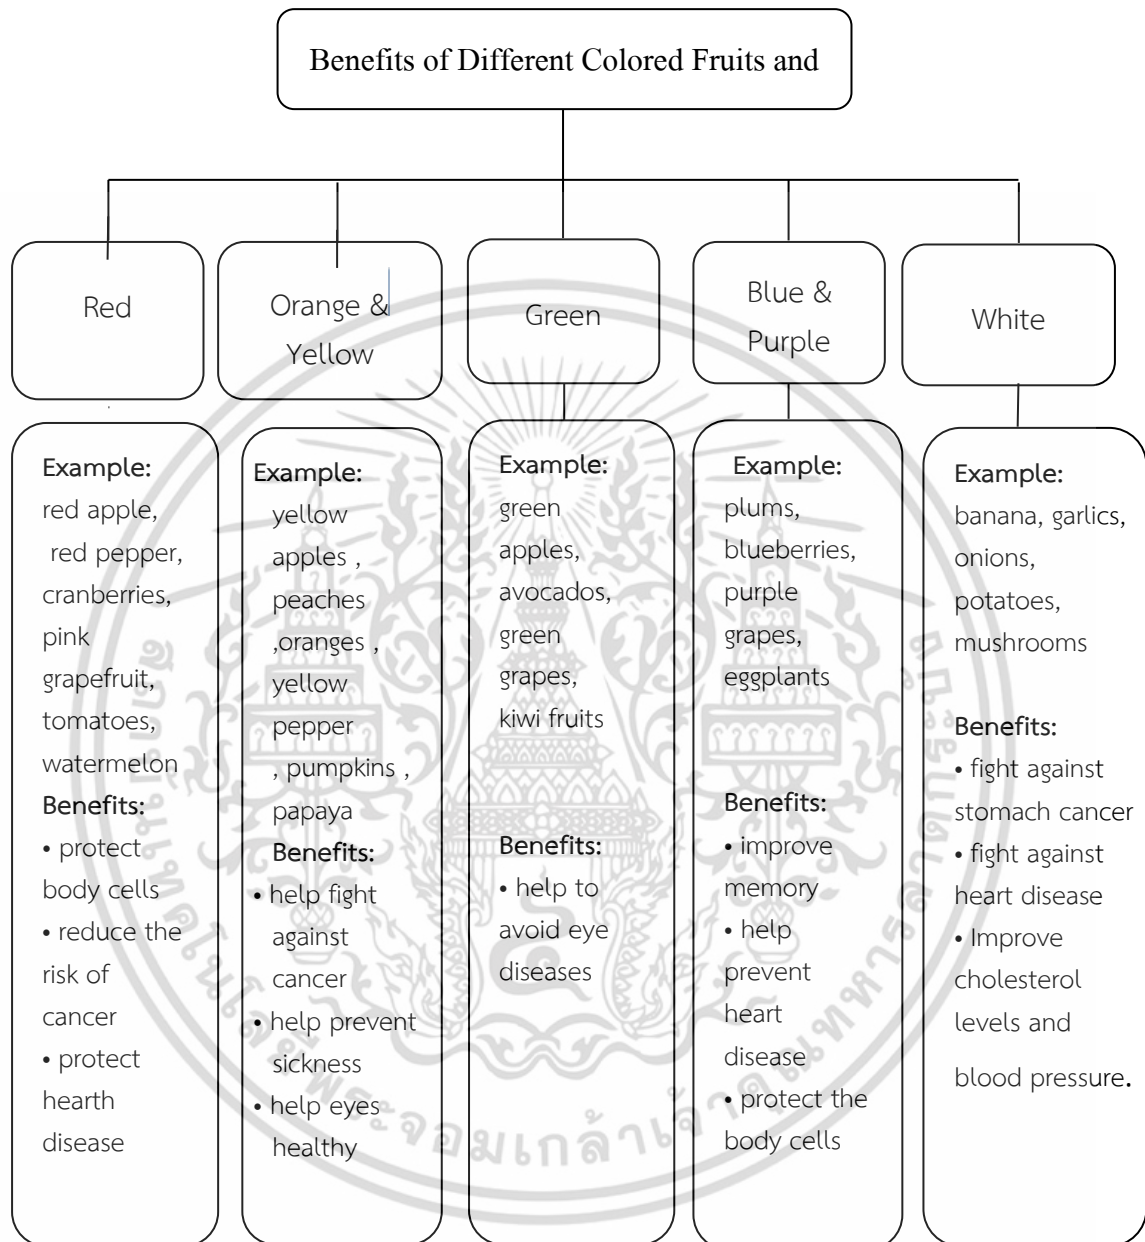 Benefits of Different Colored Fruits and
Red
Orange &
Yellow
Green
Blue &
Purple
White
Example:
red apple,
red pepper,
cranberries,
pink
grapefruit,
tomatoes,
watermelon
Benefits:
• protect
body cells
• reduce the
risk of
cancer
• protect
hearth
disease
Example:
yellow
apples ,
peaches
,oranges ,
yellow
pepper
, pumpkins ,
papaya
Benefits:
• help fight
against
cancer
• help prevent
sickness
• help eyes
healthy
Example:
green
apples,
avocados,
green
grapes,
kiwi fruits
Benefits:
• help to
avoid eye
diseases
Example:
plums,
blueberries,
purple
grapes,
eggplants
Benefits:
• improve
memory
• help
prevent
heart
disease
• protect the
body cells
Example:
banana, garlics,
onions,
potatoes,
mushrooms
Benefits:
• fight against
stomach cancer
• fight against
heart disease
• Improve
cholesterol
levels and
blood pressure.